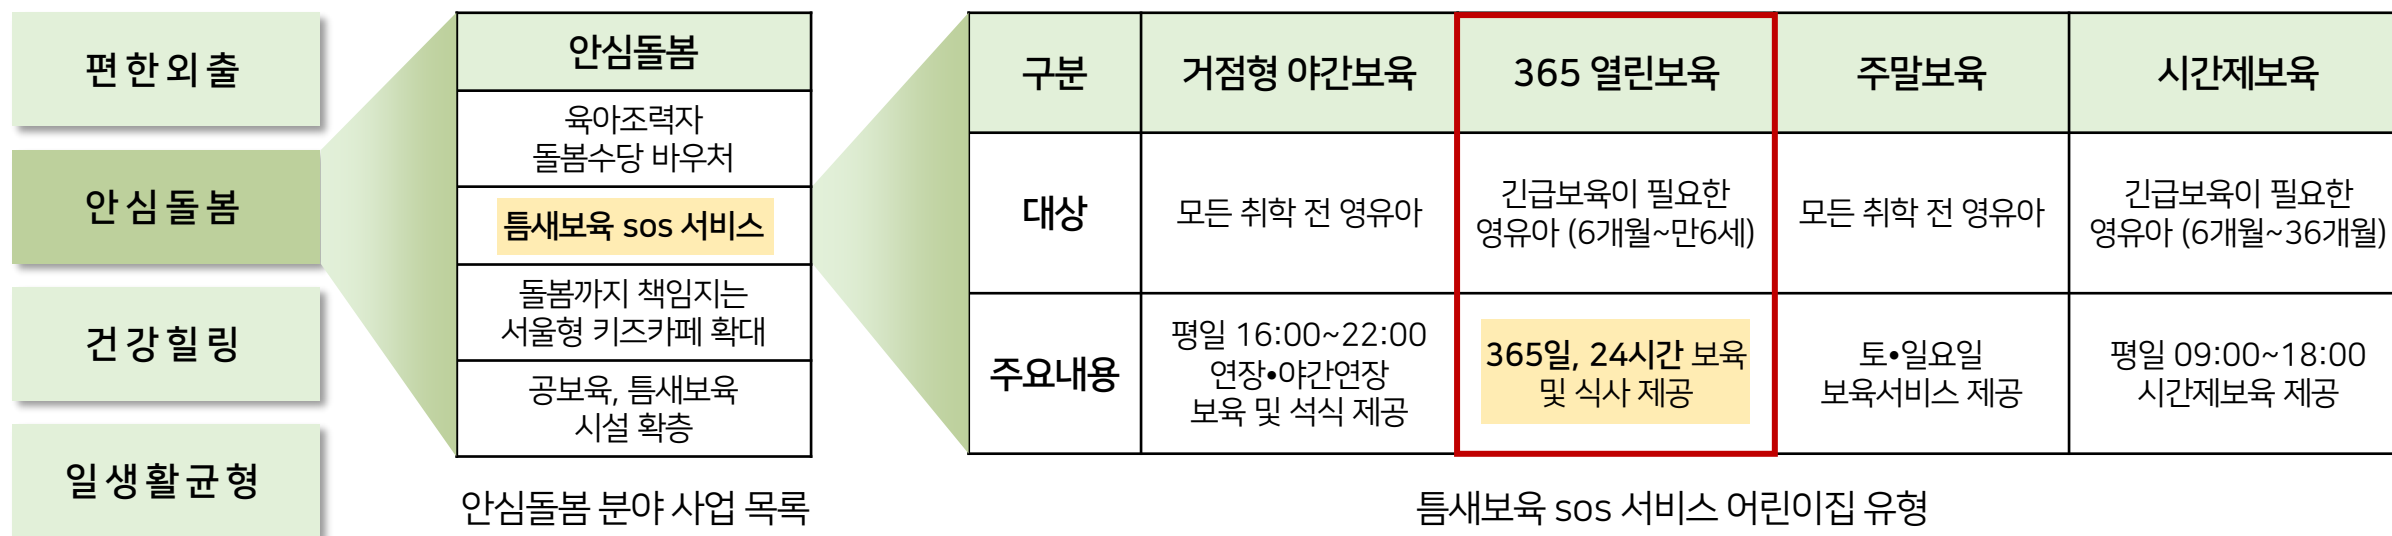 편한외출
안심돌봄
건강힐링
일생활균형
안심돌봄
육아조력자
돌봄수당 바우처
틈새보육 sos 서비스
돌봄까지 책임지는
서울형 키즈카페 확대
공보육, 틈새보육
시설 확층
안심돌봄 분야 사업 목록
구분
거점형 야간보육
365 열린보육
주말보육
시간제보육
대상
모든 취학 전 영유아
긴급보육이 필요한
영유아 (6개월~만6세)
모든 취학 전 영유아
긴급보육이 필요한
영유아 (6개월~36개월)
주요내용
평일 16:00~22:00
연장•야간연장
보육 및 석식 제공
365일, 24시간 보육
및 식사 제공
토•일요일
보육서비스 제공
평일 09:00~18:00
시간제보육 제공
틈새보육 sos 서비스 어린이집 유형